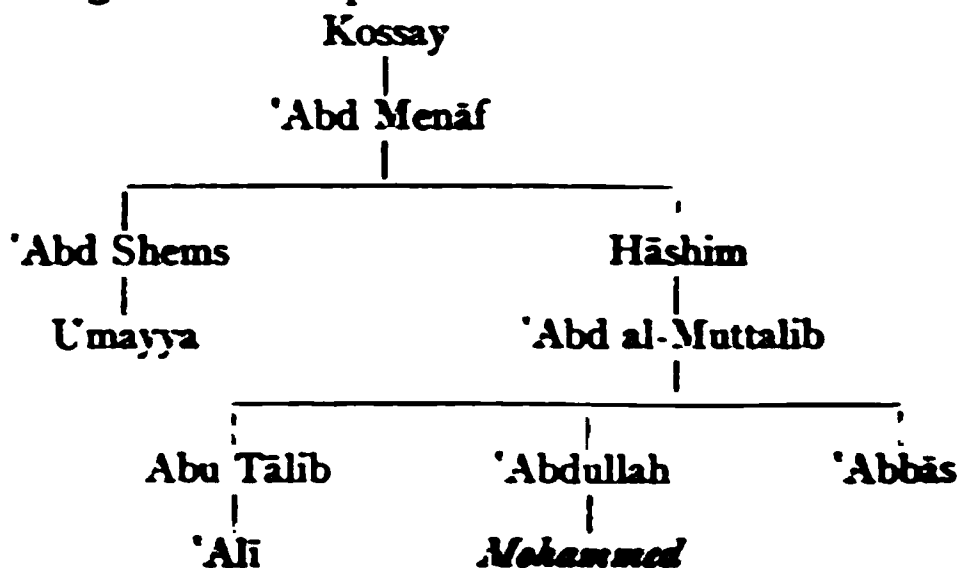 Kossay
'Abd Menāf
'Abd Shems Hāshim
Umayya 'Abd al-Muttalib
Abu Tālib 'Abdullah 'Abbās
'Alī Mohammed